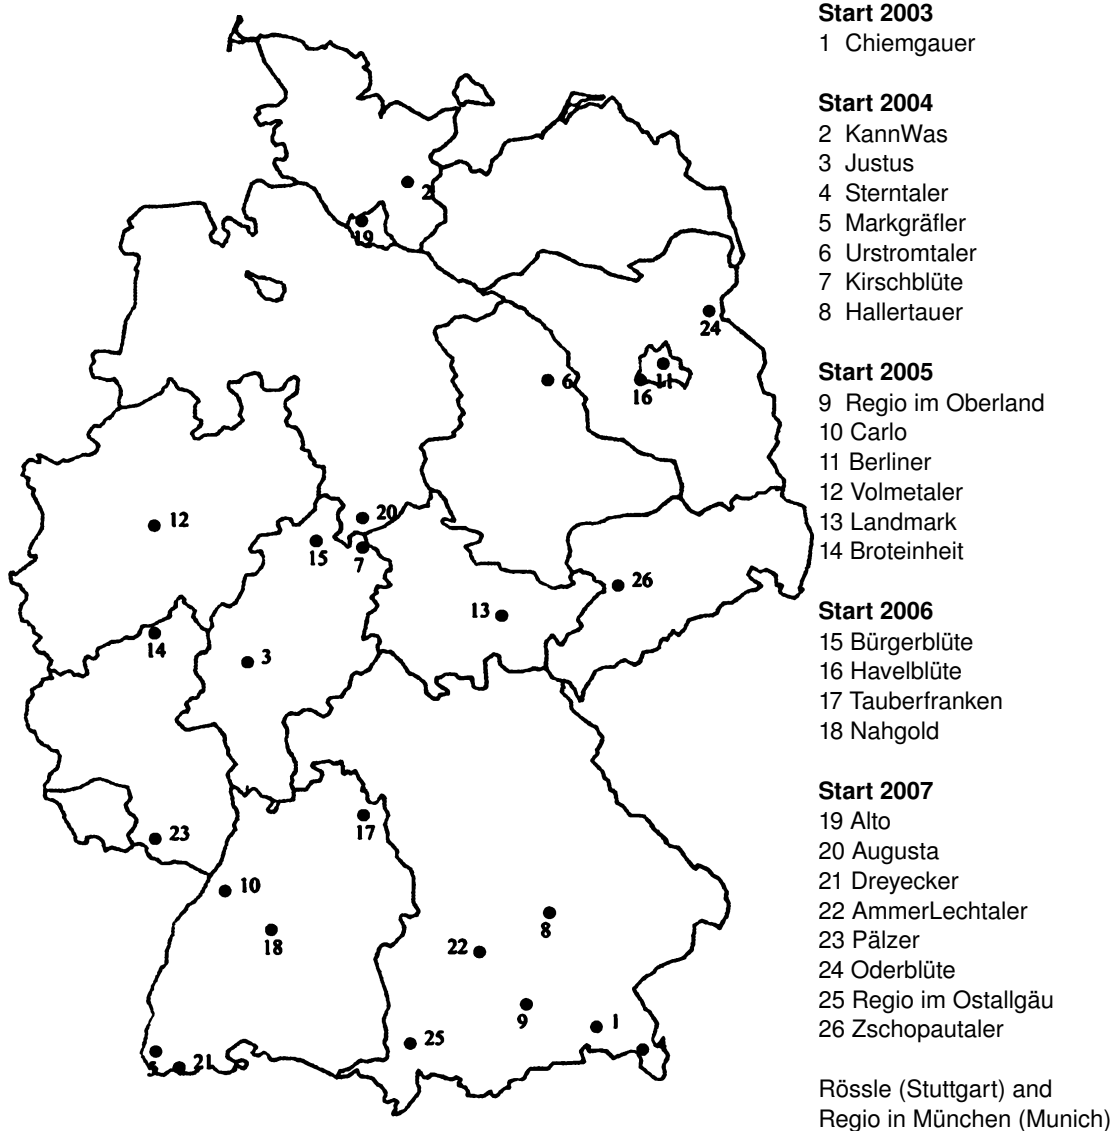 Start 2003
1 Chiemgauer
Start 2004
2 KannWas
3 Justus
4 Sterntaler
5 Markgräfler
6 Urstromtaler
7 Kirschblüte
8 Hallertauer
Start 2005
9 Regio im Oberland
10 Carlo
11 Berliner
12 Volmetaler
13 Landmark
14 Broteinheit
Start 2006
15 Bürgerblüte
16 Havelblüte
17 Tauberfranken
18 Nahgold
Start 2007
19 Alto
20 Augusta
21 Dreyecker
22 AmmerLechtaler
23 Pälzer
24 Oderblüte
25 Regio im Ostallgäu
26 Zschopautaler
Rössle (Stuttgart) and
Regio in München (Munich)
2
19
24
6
16
11
12
20
15
7
26
13
14
3
17
23
10
18
8
22
9
1
25
5
21